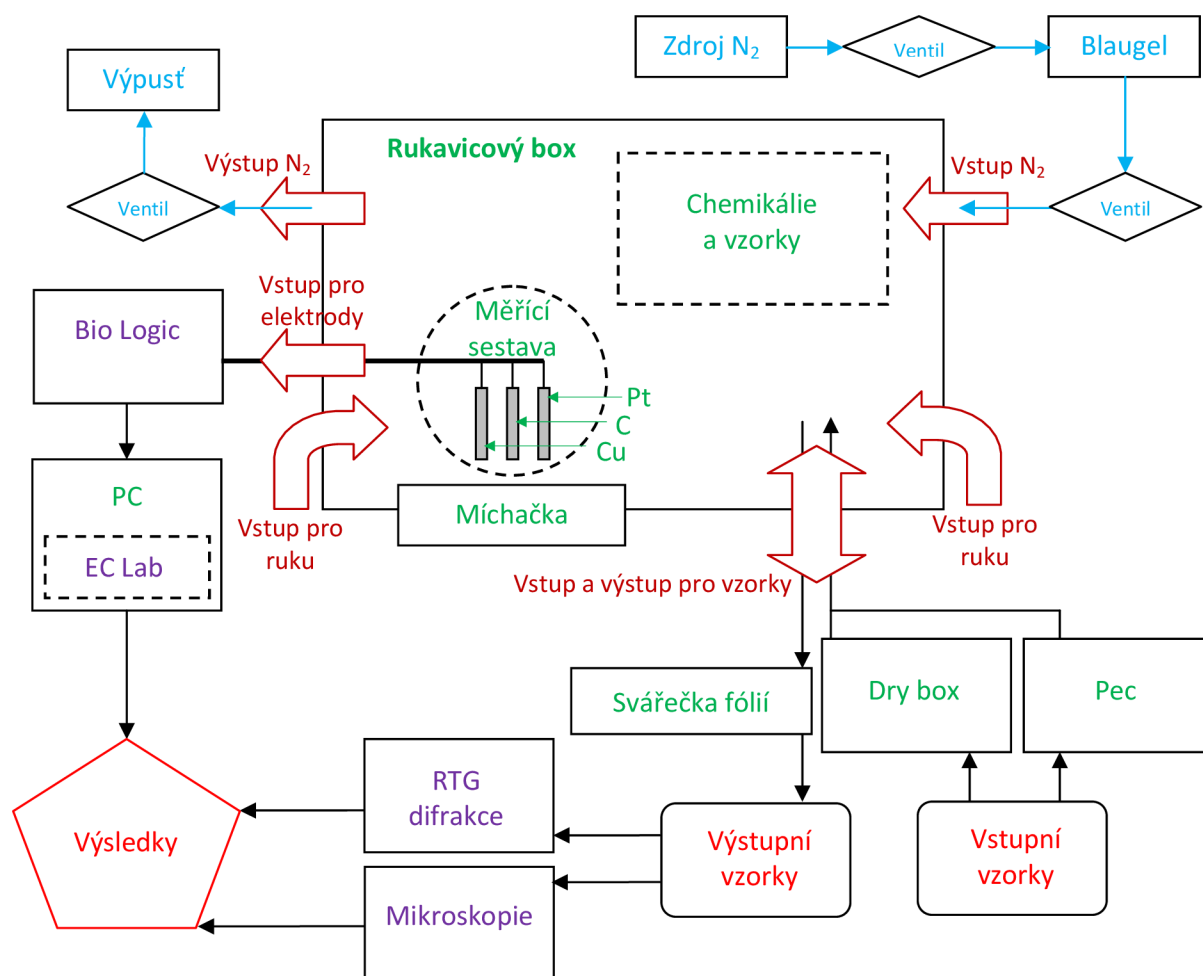 Zdroj N₂
Ventil
Blaugel
Výpusť
Rukavicový box
Výstup N₂
Vstup N₂
Chemikálie
a vzorky
Ventil
Ventil
Vstup pro
elektrody
Bio Logic
Měřící
sestava
Pt
C
Cu
PC
EC Lab
Míchačka
Vstup pro
ruku
Vstup pro
ruku
Vstup a výstup pro vzorky
Svářečka fólií
Dry box
Pec
RTG
difrakce
Výsledky
Výstupní
vzorky
Vstupní
vzorky
Mikroskopie